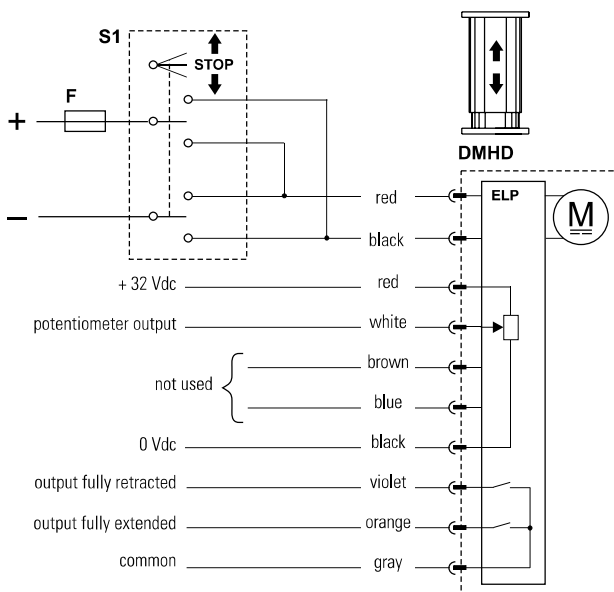 S1
STOP
F
+
−
DMHD
ELP
M
red
black
+ 32 Vdc red
potentiometer output white
not used
brown
blue
0 Vdc black
output fully retracted violet
output fully extended orange
common gray